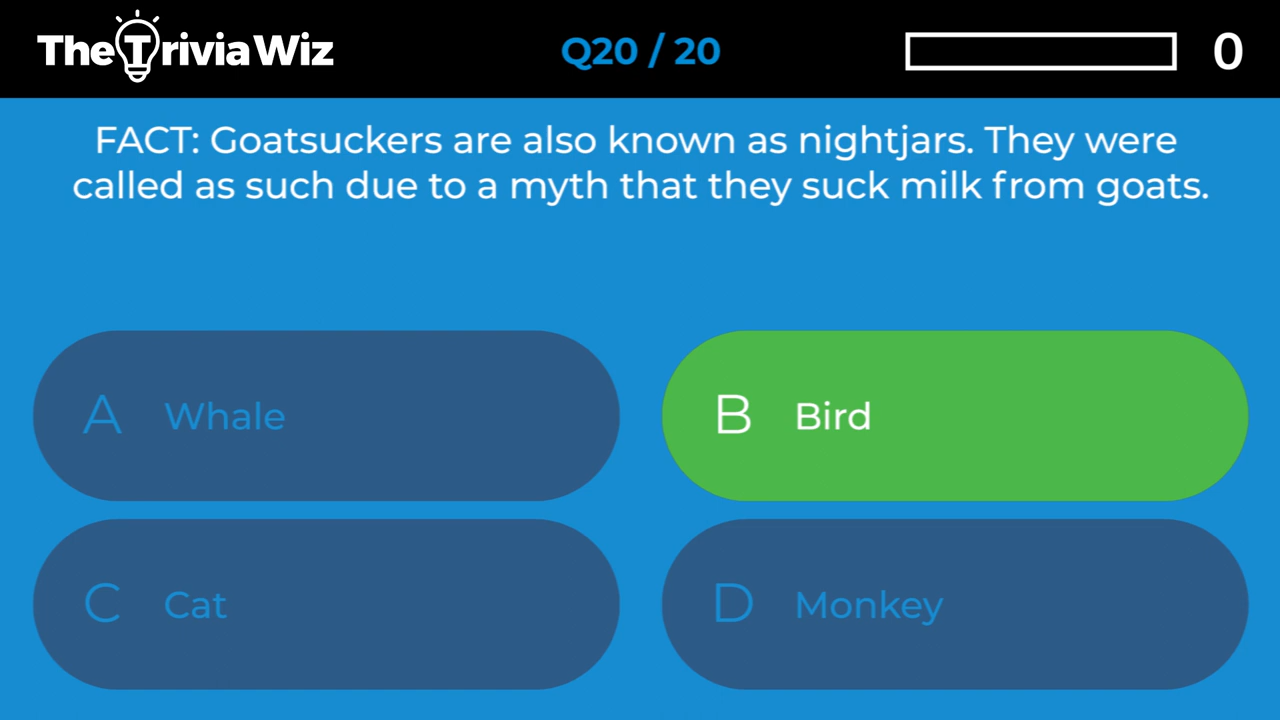 TheTriviaWiz
Q20 / 20
0
FACT: Goatsuckers are also known as nightjars. They were
called as such due to a myth that they suck milk from goats.
A Whale
B Bird
C Cat
D Monkey